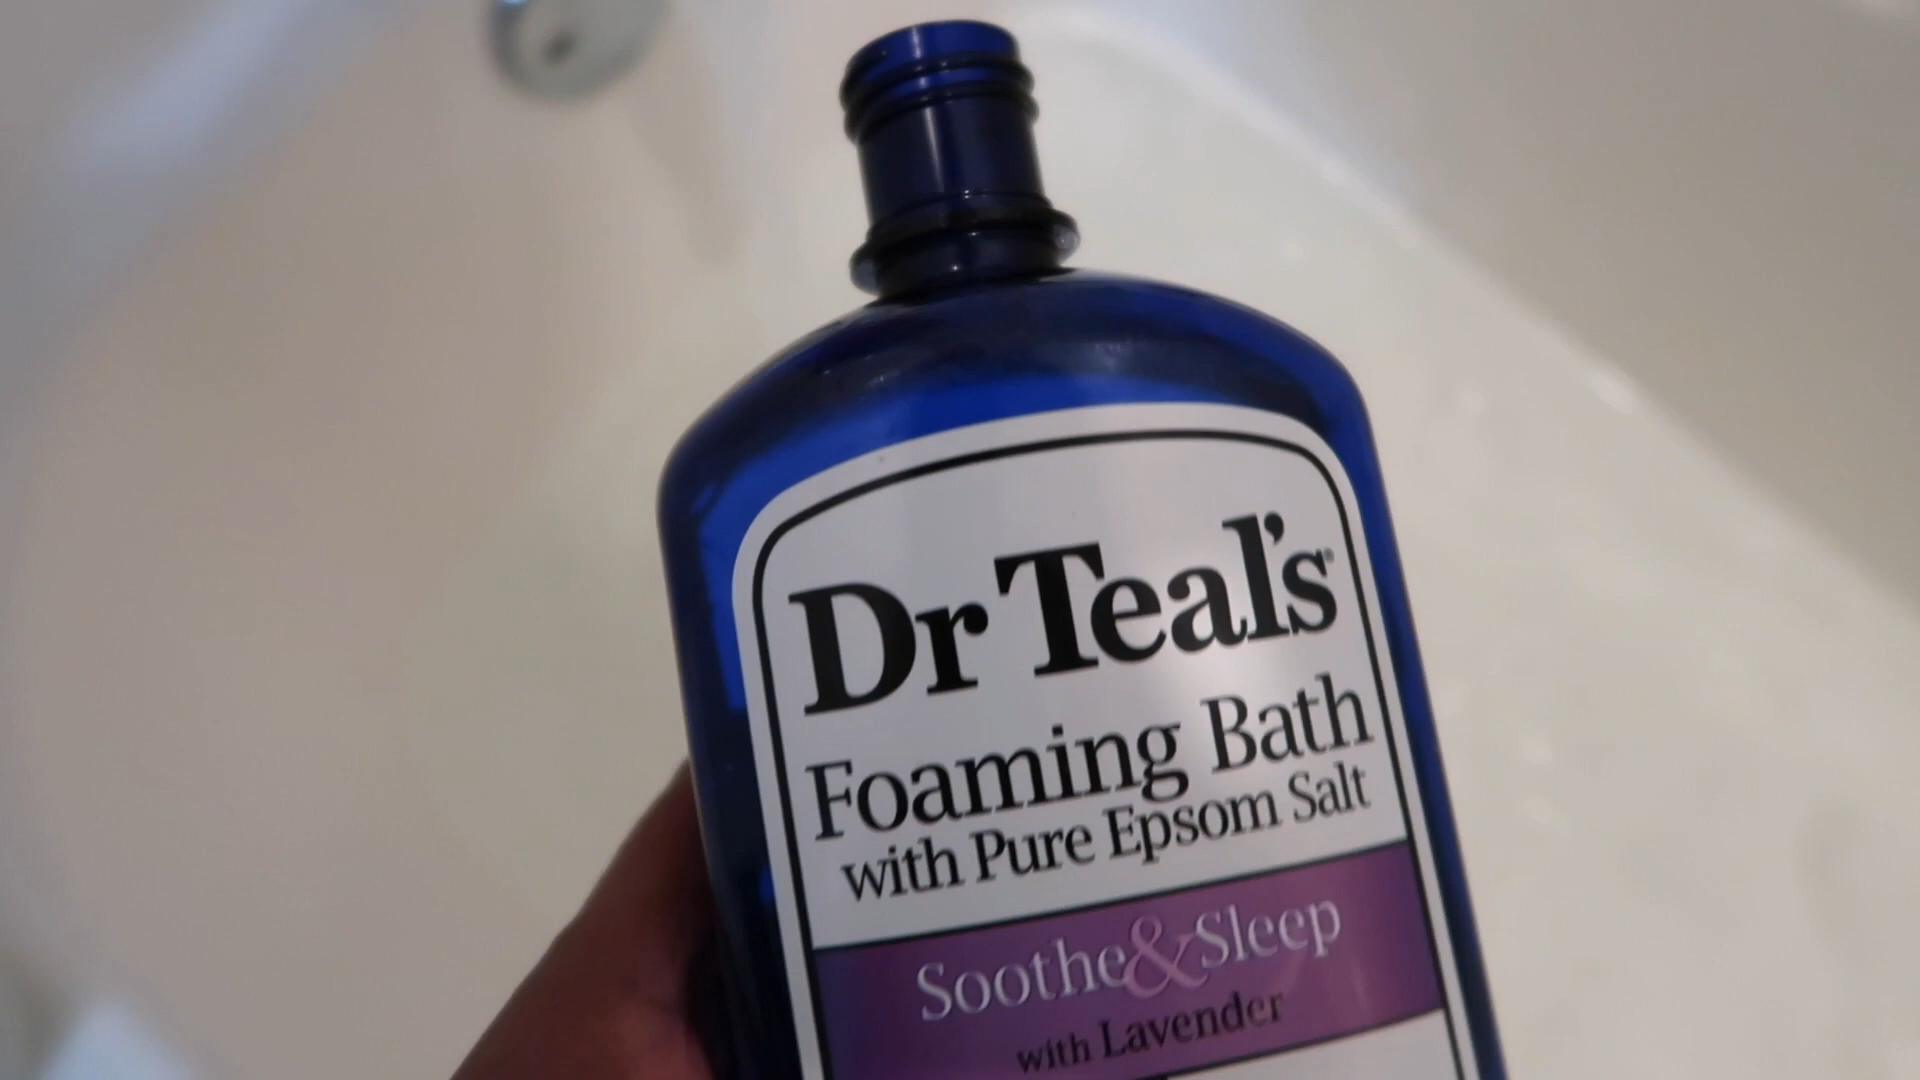 Dr Teal's
Foaming Bath
with Pure Epsom Salt
Soothe & Sleep
with Lavender